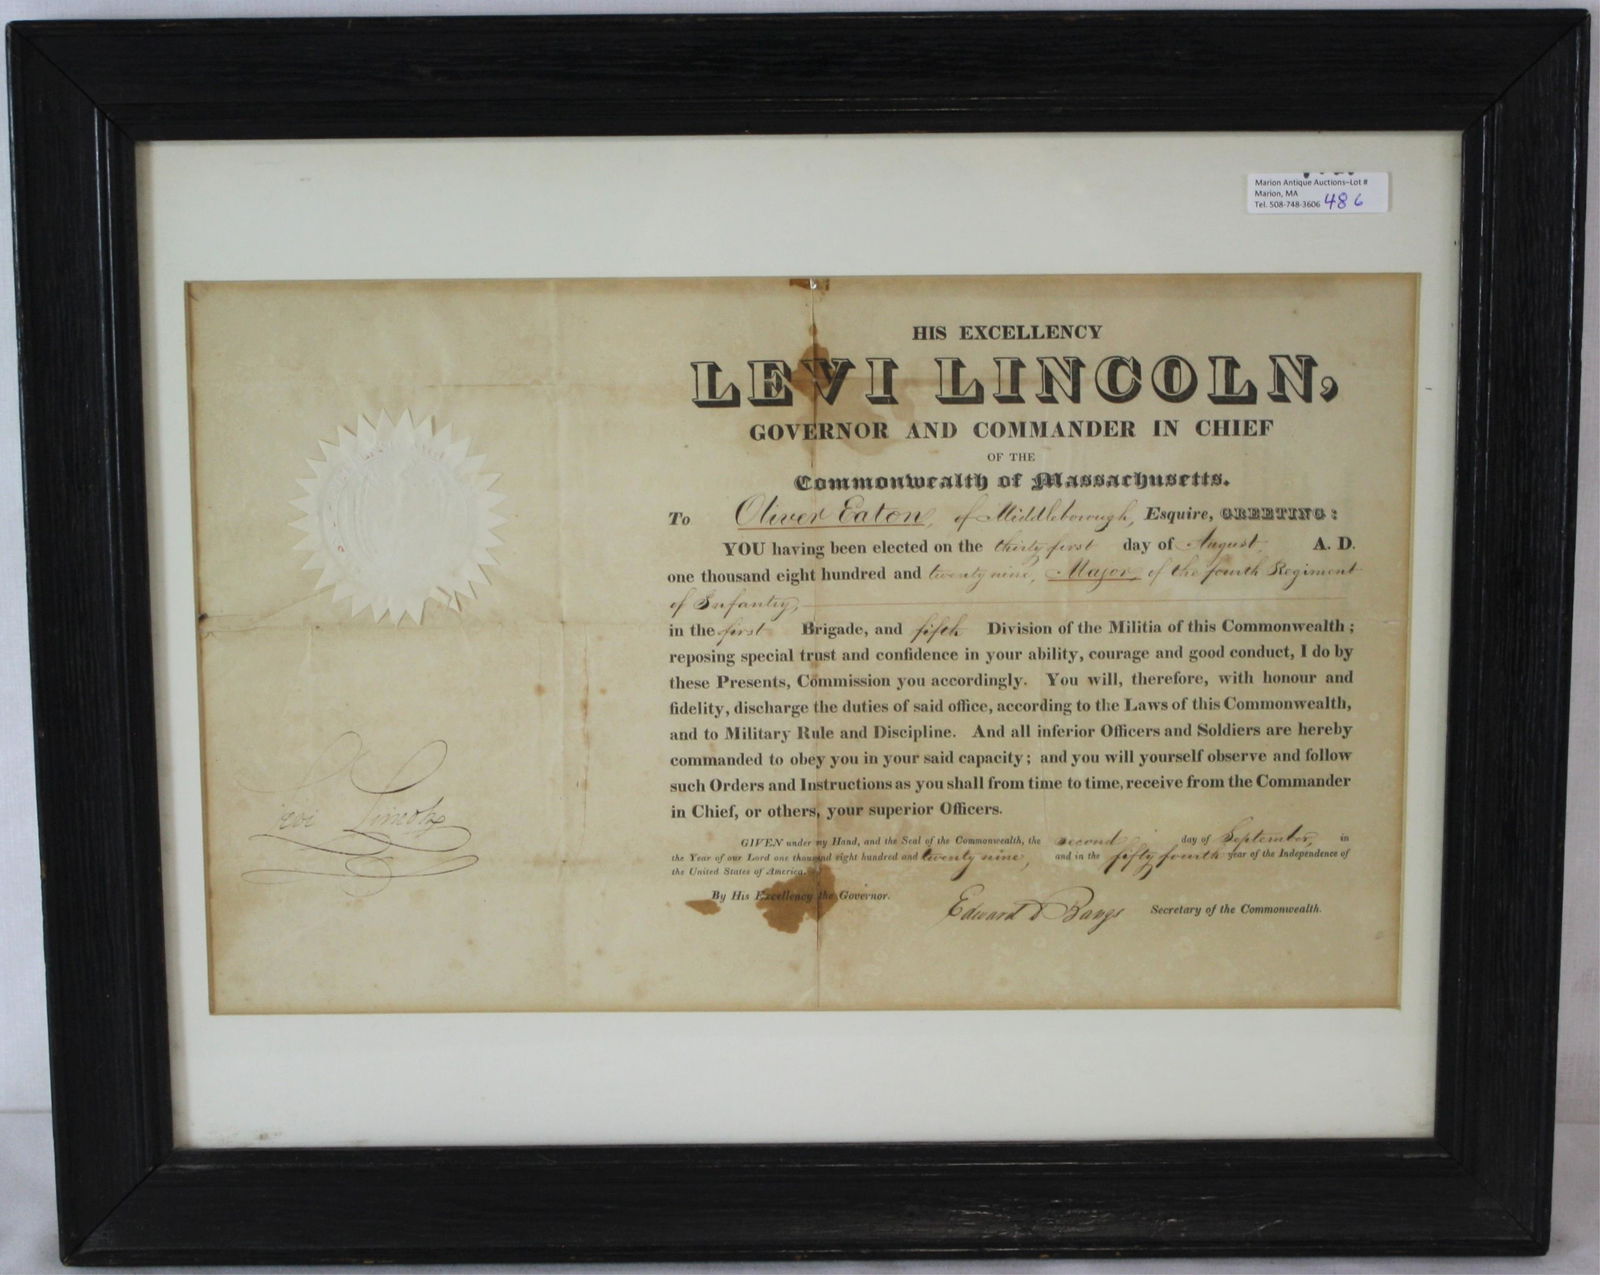 Marion Antique Auctions–Lot #
Marion, MA
Tel. 508-748-3606 486
HIS EXCELLENCY
LEVI LINCOLN,
GOVERNOR AND COMMANDER IN CHIEF
OF THE
Commonwealth of Massachusetts.
To Oliver Eaton, of Middleborough, Esquire, GREETING:
YOU having been elected on the thirty first day of August A. D.
one thousand eight hundred and twenty nine, Major of the fourth Regiment
of Infantry,
in the first Brigade, and fifth Division of the Militia of this Commonwealth;
reposing special trust and confidence in your ability, courage and good conduct, I do by
these Presents, Commission you accordingly. You will, therefore, with honour and
fidelity, discharge the duties of said office, according to the Laws of this Commonwealth,
and to Military Rule and Discipline. And all inferior Officers and Soldiers are hereby
commanded to obey you in your said capacity; and you will yourself observe and follow
such Orders and Instructions as you shall from time to time, receive from the Commander
in Chief, or others, your superior Officers.
GIVEN under my Hand, and the Seal of the Commonwealth, the second day of September, in
the Year of our Lord one thousand eight hundred and twenty nine, and in the fifty fourth year of the Independence of
the United States of America.
By His Excellency the Governor.
Edward D Bangs Secretary of the Commonwealth.
Levi Lincoln